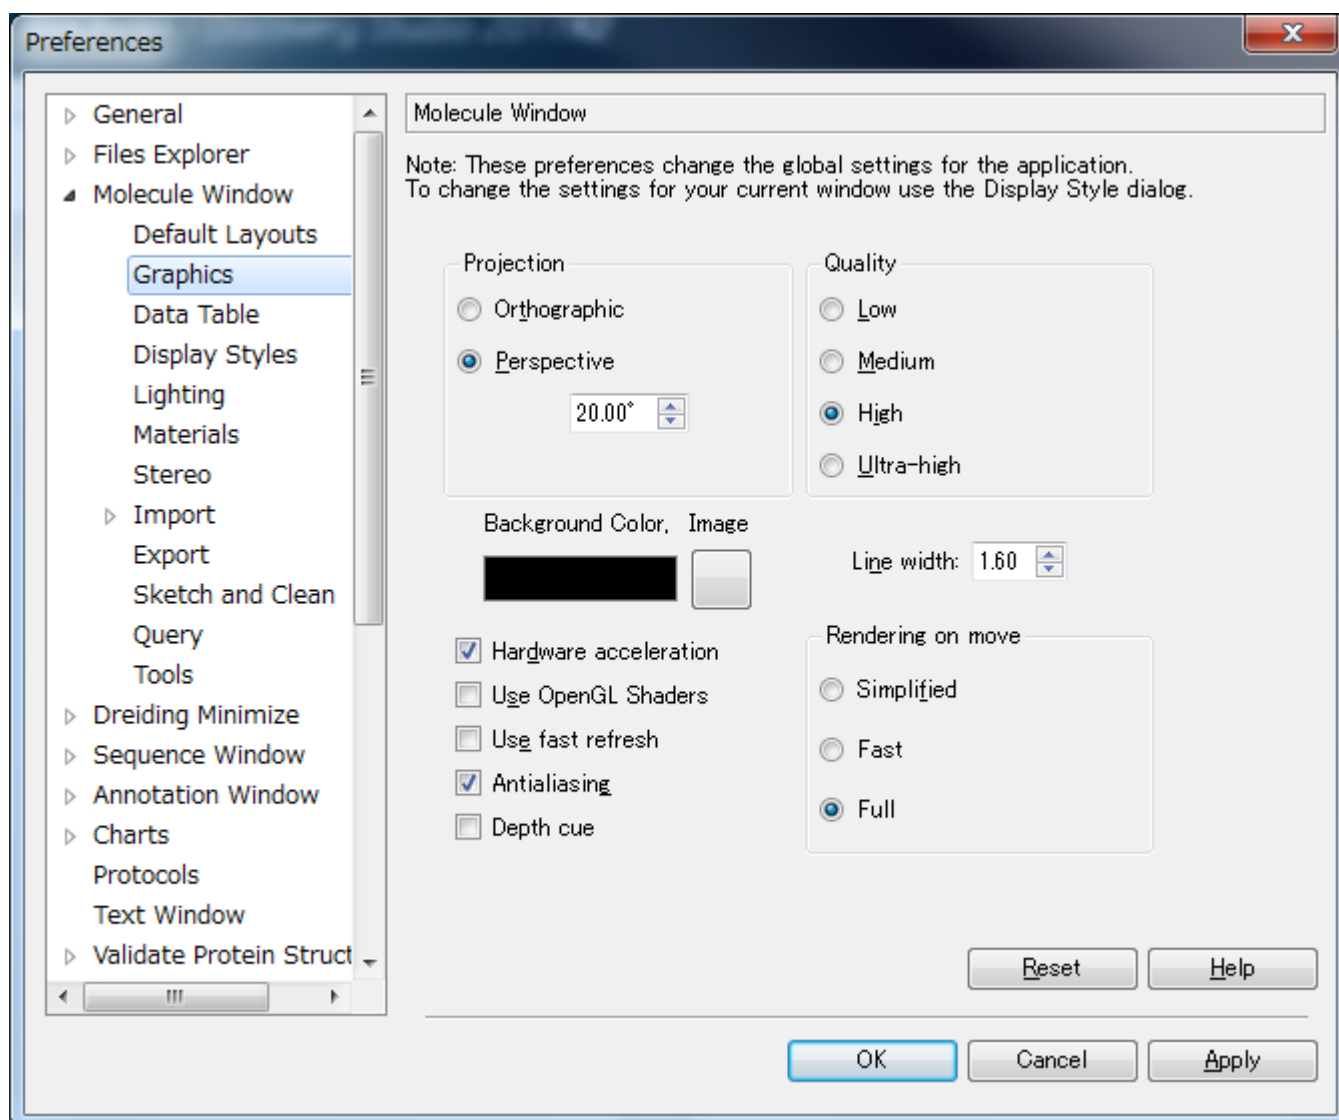 Preferences
General
Files Explorer
Molecule Window
Default Layouts
Graphics
Data Table
Display Styles
Lighting
Materials
Stereo
Import
Export
Sketch and Clean
Query
Tools
Dreiding Minimize
Sequence Window
Annotation Window
Charts
Protocols
Text Window
Validate Protein Struct
Molecule Window
Note: These preferences change the global settings for the application.
To change the settings for your current window use the Display Style dialog.
Projection
Orthographic
Perspective
20.00°
Quality
Low
Medium
High
Ultra-high
Background Color, Image
Line width: 1.60
Hardware acceleration
Use OpenGL Shaders
Use fast refresh
Antialiasing
Depth cue
Rendering on move
Simplified
Fast
Full
Reset Help
OK Cancel Apply